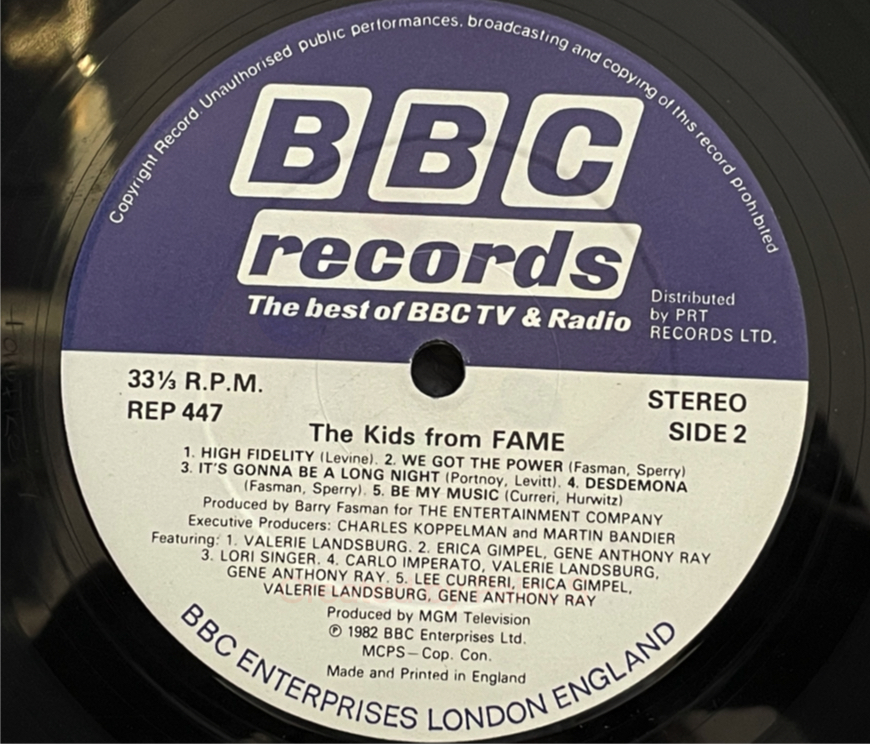 Copyright Record. Unauthorised public performances, broadcasting and copying of this record prohibited
BBC
records
The best of BBC TV & Radio
Distributed
by PRT
RECORDS LTD.
33⅓ R.P.M.
REP 447
STEREO
SIDE 2
The Kids from FAME
1. HIGH FIDELITY (Levine). 2. WE GOT THE POWER (Fasman, Sperry)
3. IT'S GONNA BE A LONG NIGHT (Portnoy, Levitt). 4. DESDEMONA
(Fasman, Sperry). 5. BE MY MUSIC (Curreri, Hurwitz)
Produced by Barry Fasman for THE ENTERTAINMENT COMPANY
Executive Producers: CHARLES KOPPELMAN and MARTIN BANDIER
Featuring: 1. VALERIE LANDSBURG. 2. ERICA GIMPEL, GENE ANTHONY RAY
3. LORI SINGER. 4. CARLO IMPERATO, VALERIE LANDSBURG,
GENE ANTHONY RAY. 5. LEE CURRERI, ERICA GIMPEL,
VALERIE LANDSBURG, GENE ANTHONY RAY
Produced by MGM Television
℗ 1982 BBC Enterprises Ltd.
MCPS—Cop. Con.
Made and Printed in England
BBC ENTERPRISES LONDON ENGLAND